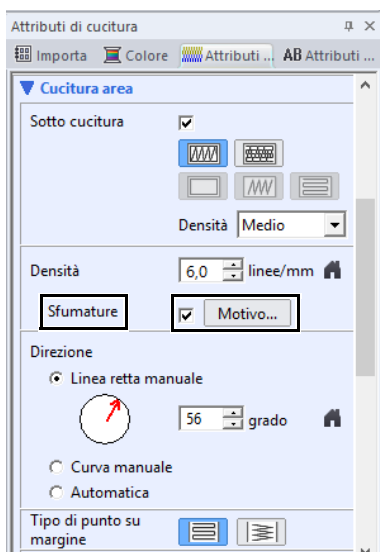 Attributi di cucitura
Importa Colore Attributi ... AB Attributi ...
Cucitura area
Sotto cucitura
Densità Medio
Densità 6,0 linee/mm
Sfumature Motivo...
Direzione
Linea retta manuale
56 grado
Curva manuale
Automatica
Tipo di punto su
margine